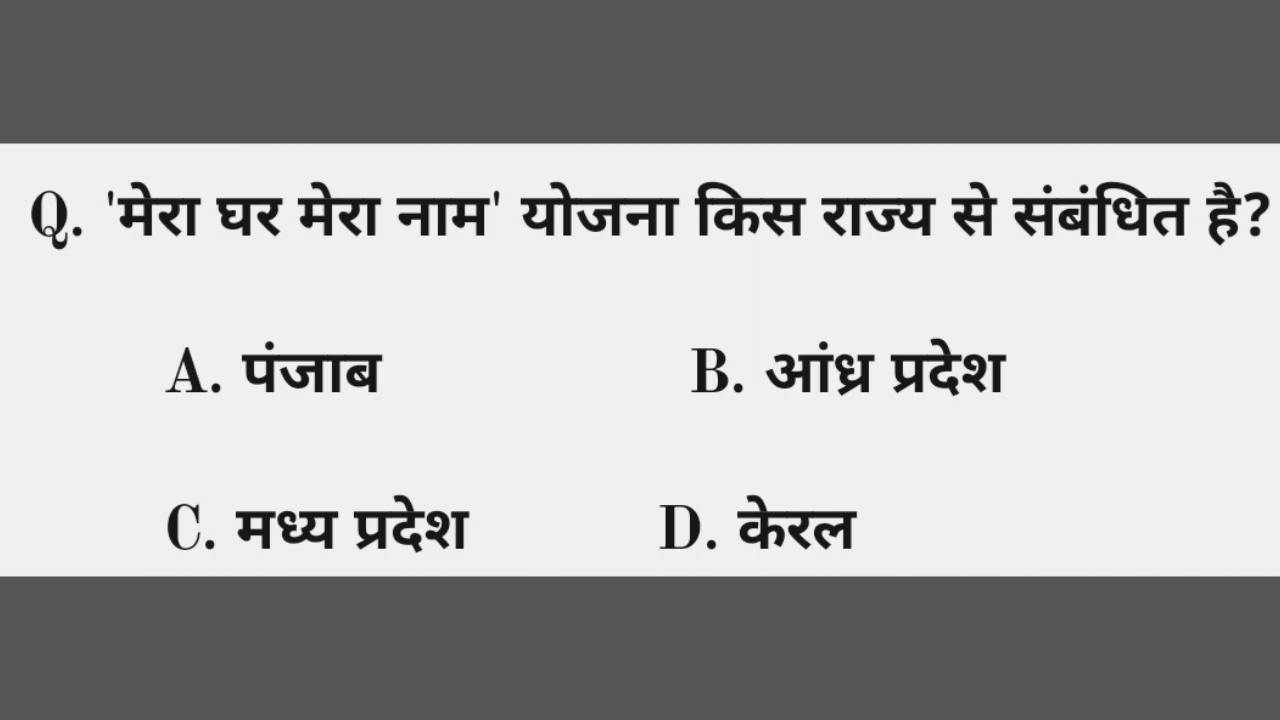 Q. 'मेरा घर मेरा नाम' योजना किस राज्य से संबंधित है?
A. पंजाब B. आंध्र प्रदेश
C. मध्य प्रदेश D. केरल